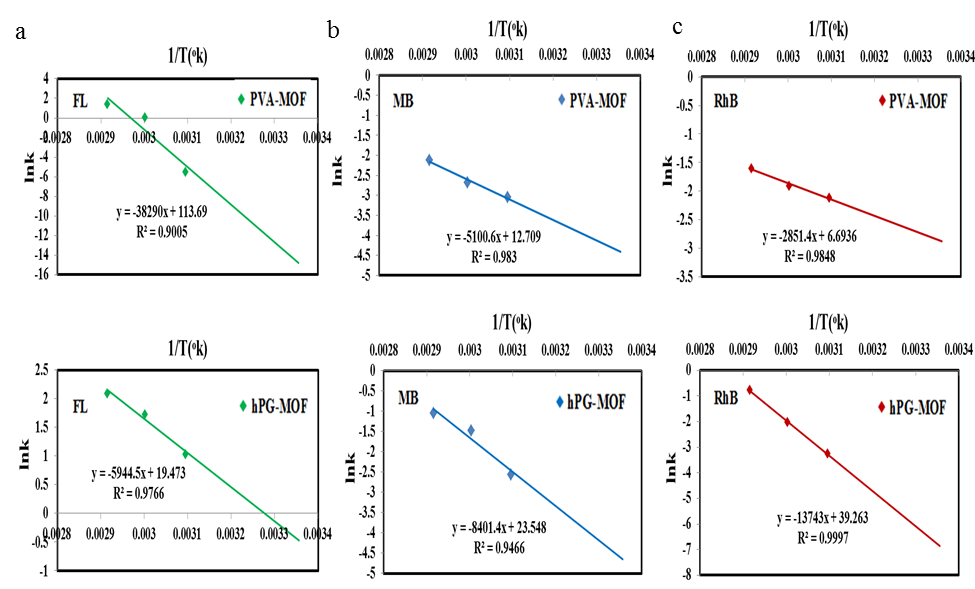 a
1/T(°k)
0.0028 0.0029 0.003 0.0031 0.0032 0.0033 0.0034
4
2
0
-2
-4
-6
-8
-10
-12
-14
-16
lnk
FL
PVA-MOF
y = -38290x + 113.69
R² = 0.9005
b
1/T(°k)
0.0028 0.0029 0.003 0.0031 0.0032 0.0033 0.0034
0
-0.5
-1
-1.5
-2
-2.5
-3
-3.5
-4
-4.5
-5
lnk
MB
PVA-MOF
y = -5100.6x + 12.709
R² = 0.983
c
1/T(°k)
0.0028 0.0029 0.003 0.0031 0.0032 0.0033 0.0034
0
-0.5
-1
-1.5
-2
-2.5
-3
-3.5
lnk
RhB
PVA-MOF
y = -2851.4x + 6.6936
R² = 0.9848
1/T(°k)
0.0028 0.0029 0.003 0.0031 0.0032 0.0033 0.0034
2.5
2
1.5
1
0.5
0
-0.5
-1
lnk
FL
hPG-MOF
y = -5944.5x + 19.473
R² = 0.9766
1/T(°k)
0.0028 0.0029 0.003 0.0031 0.0032 0.0033 0.0034
0
-0.5
-1
-1.5
-2
-2.5
-3
-3.5
-4
-4.5
-5
lnk
MB
hPG-MOF
y = -8401.4x + 23.548
R² = 0.9466
1/T(°k)
0.0028 0.0029 0.003 0.0031 0.0032 0.0033 0.0034
0
-1
-2
-3
-4
-5
-6
-7
-8
lnk
RhB
hPG-MOF
y = -13743x + 39.263
R² = 0.9997